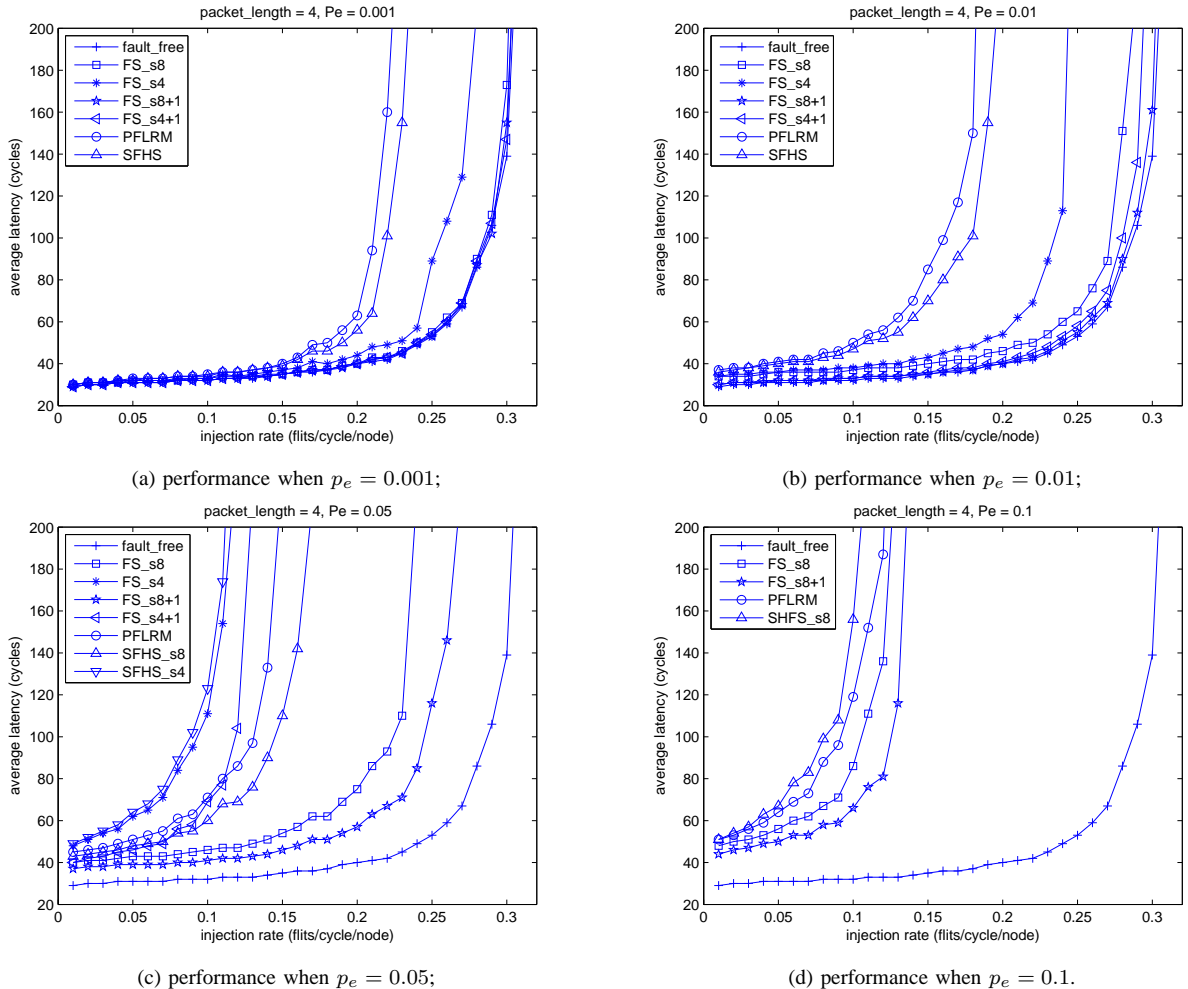 packet_length = 4, Pe = 0.001
200
180
160
140
120
100
80
60
40
20
average latency (cycles)
fault_free
FS_s8
FS_s4
FS_s8+1
FS_s4+1
PFLRM
SFHS
0 0.05 0.1 0.15 0.2 0.25 0.3
injection rate (flits/cycle/node)
(a) performance when p_e = 0.001;
packet_length = 4, Pe = 0.01
200
180
160
140
120
100
80
60
40
20
average latency (cycles)
fault_free
FS_s8
FS_s4
FS_s8+1
FS_s4+1
PFLRM
SFHS
0 0.05 0.1 0.15 0.2 0.25 0.3
injection rate (flits/cycle/node)
(b) performance when p_e = 0.01;
packet_length = 4, Pe = 0.05
200
180
160
140
120
100
80
60
40
20
average latency (cycles)
fault_free
FS_s8
FS_s4
FS_s8+1
FS_s4+1
PFLRM
SFHS_s8
SFHS_s4
0 0.05 0.1 0.15 0.2 0.25 0.3
injection rate (flits/cycle/node)
(c) performance when p_e = 0.05;
packet_length = 4, Pe = 0.1
200
180
160
140
120
100
80
60
40
20
average latency (cycles)
fault_free
FS_s8
FS_s8+1
PFLRM
SHFS_s8
0 0.05 0.1 0.15 0.2 0.25 0.3
injection rate (flits/cycle/node)
(d) performance when p_e = 0.1.